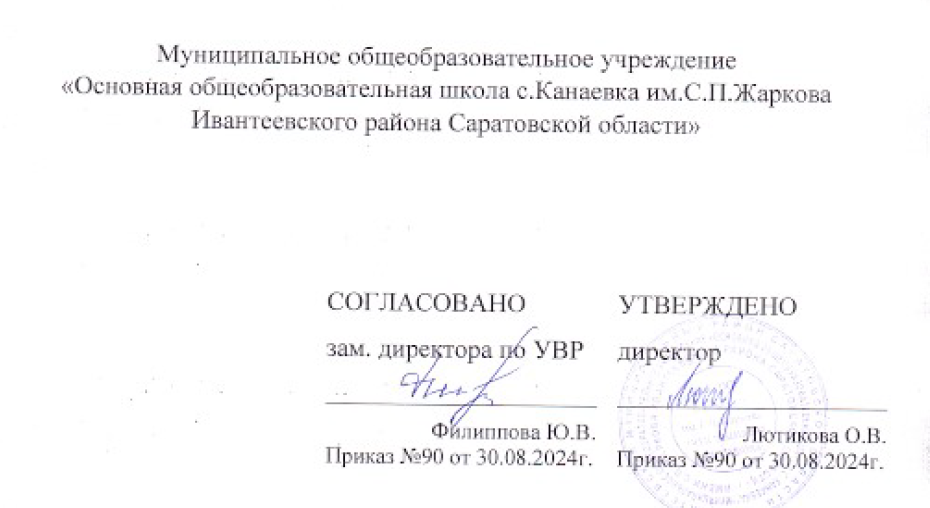 Муниципальное общеобразовательное учреждение
«Основная общеобразовательная школа с.Канаевка им.С.П.Жаркова
Ивантеевского района Саратовской области»
СОГЛАСОВАНО
зам. директора по УВР
Филиппова Ю.В.
Приказ №90 от 30.08.2024г.
УТВЕРЖДЕНО
директор
Лютикова О.В.
Приказ №90 от 30.08.2024г.